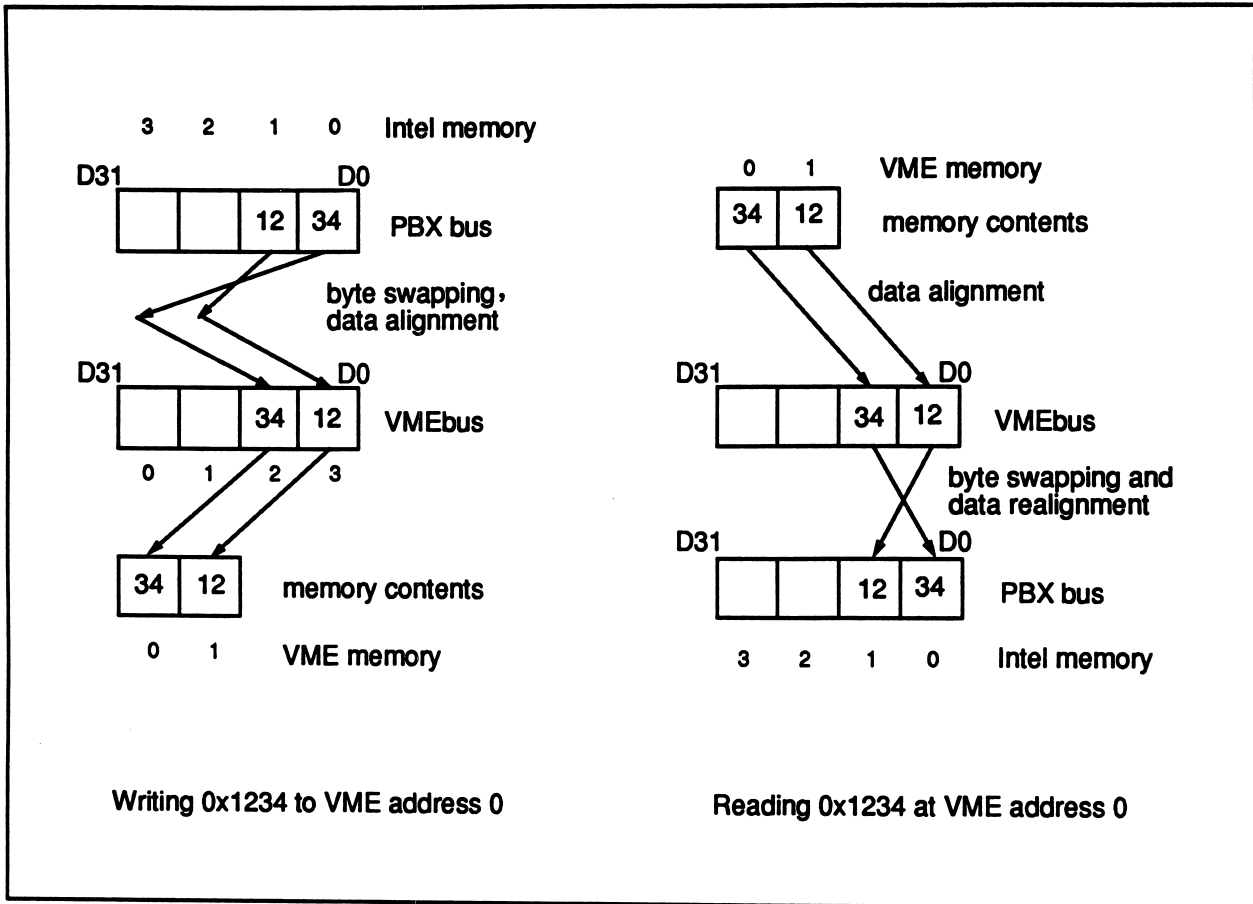 3 2 1 0 Intel memory
D31 D0
12 34 PBX bus
byte swapping,
data alignment
D31 D0
34 12 VMEbus
0 1 2 3
34 12 memory contents
0 1 VME memory
Writing 0x1234 to VME address 0
0 1 VME memory
34 12 memory contents
data alignment
D31 D0
34 12 VMEbus
byte swapping and
data realignment
D31 D0
12 34 PBX bus
3 2 1 0 Intel memory
Reading 0x1234 at VME address 0